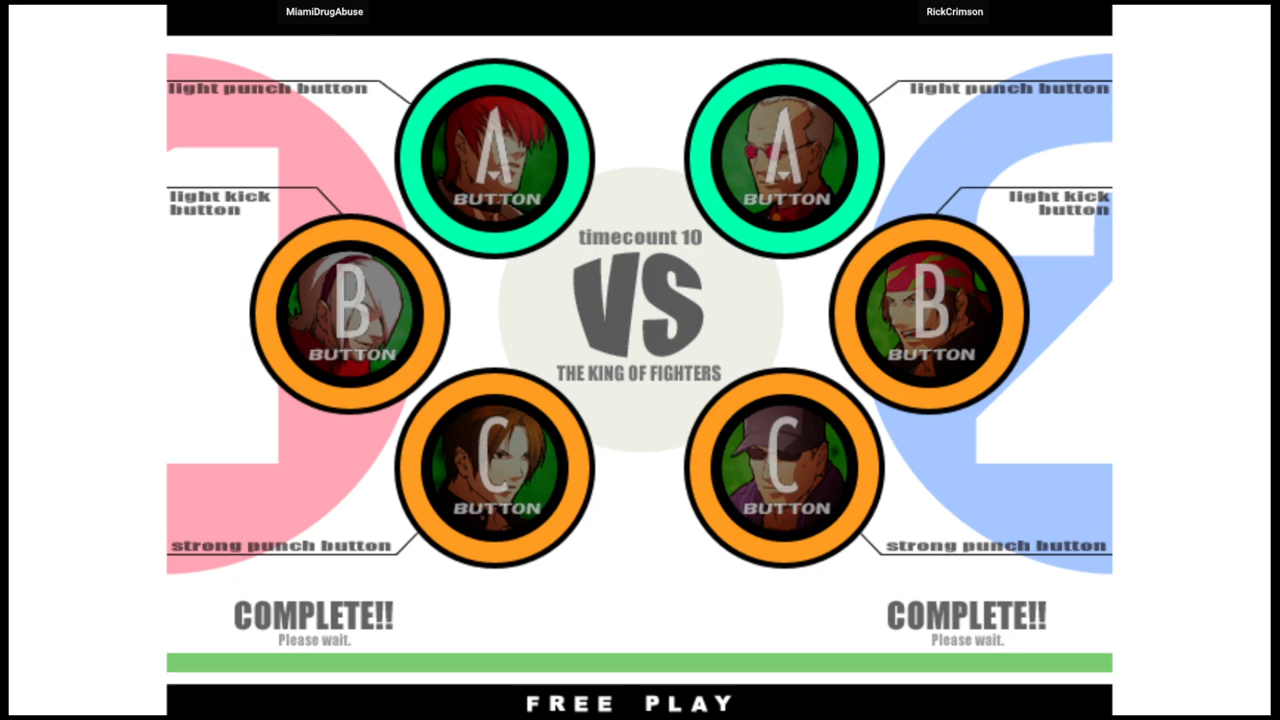 MiamiDrugAbuse
RickCrimson
light punch button
light punch button
A
BUTTON
A
BUTTON
light kick
button
light kick
button
timecount 10
VS
THE KING OF FIGHTERS
B
BUTTON
B
BUTTON
C
BUTTON
C
BUTTON
strong punch button
strong punch button
COMPLETE!!
Please wait.
COMPLETE!!
Please wait.
FREE PLAY